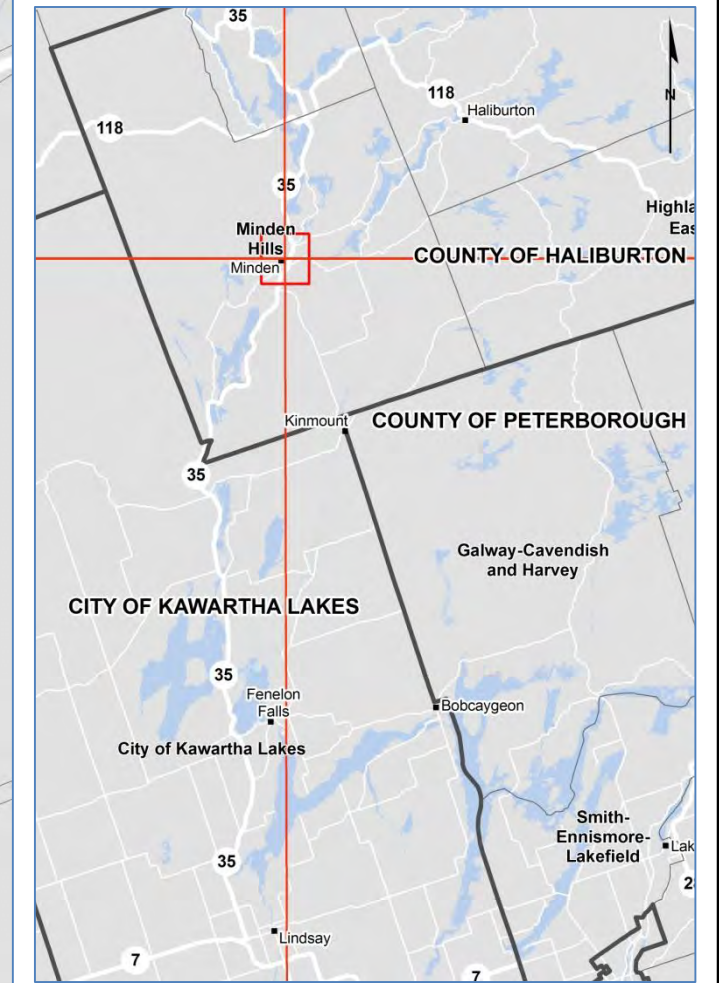 35
118
Haliburton
118
N
35
Minden
Hills
Minden
COUNTY OF HALIBURTON
Highla
Eas
Kinmount
COUNTY OF PETERBOROUGH
35
Galway-Cavendish
and Harvey
CITY OF KAWARTHA LAKES
35
Fenelon
Falls
Bobcaygeon
City of Kawartha Lakes
Smith-
Ennismore-
Lakefield
Lak
35
2
Lindsay
7
7